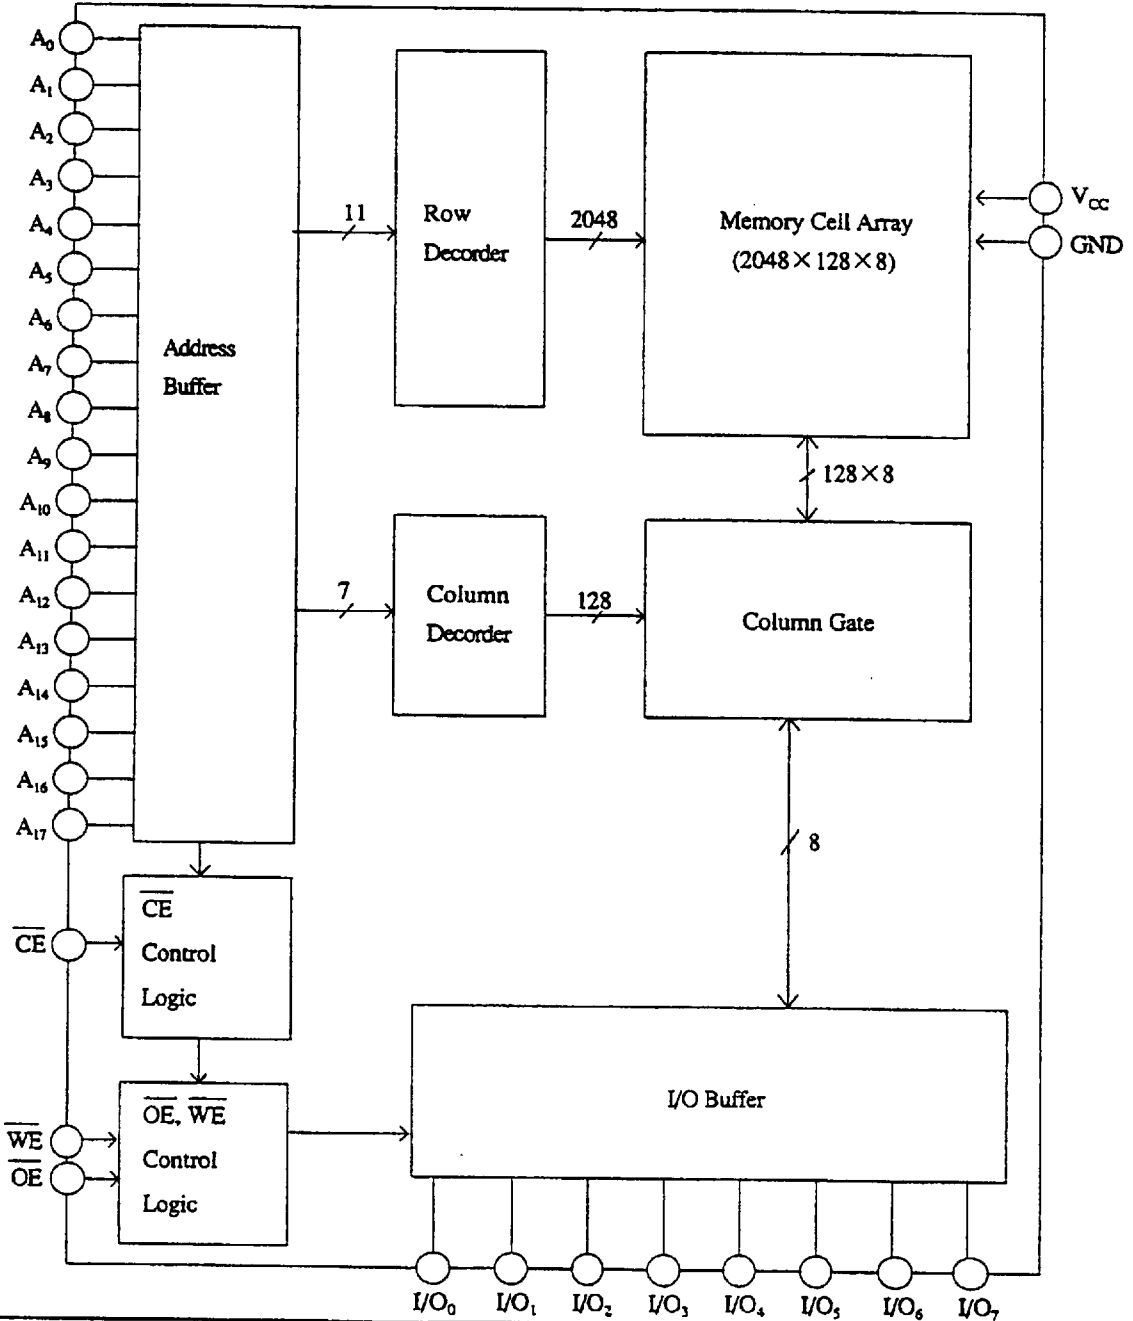 A0
A1
A2
A3
A4
A5
A6
A7
A8
A9
A10
A11
A12
A13
A14
A15
A16
A17
Address
Buffer
11
Row
Decorder
2048
Memory Cell Array
(2048×128×8)
VCC
GND
128×8
7
Column
Decorder
128
Column Gate
8
CE
CE
Control
Logic
WE
OE
OE, WE
Control
Logic
I/O Buffer
I/O0 I/O1 I/O2 I/O3 I/O4 I/O5 I/O6 I/O7